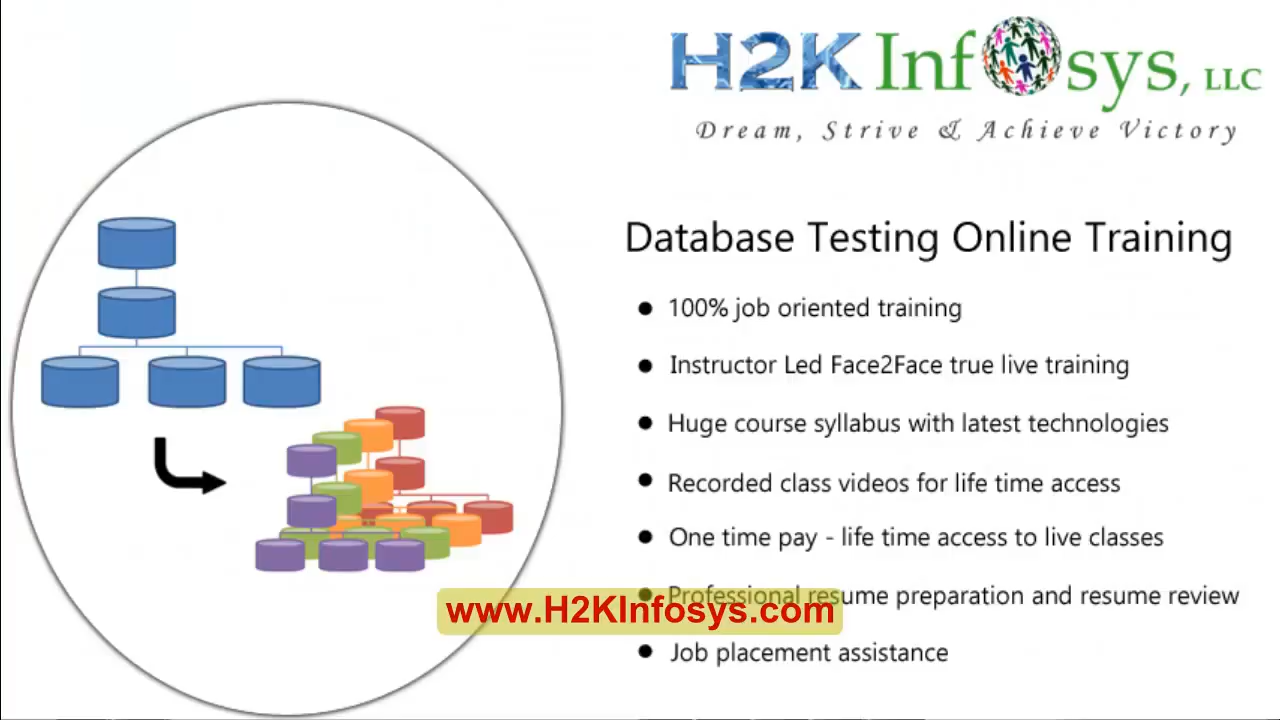 H2K Infosys, LLC
Dream, Strive & Achieve Victory
Database Testing Online Training
100% job oriented training
Instructor Led Face2Face true live training
Huge course syllabus with latest technologies
Recorded class videos for life time access
One time pay - life time access to live classes
Professional resume preparation and resume review
www.H2KInfosys.com
Job placement assistance